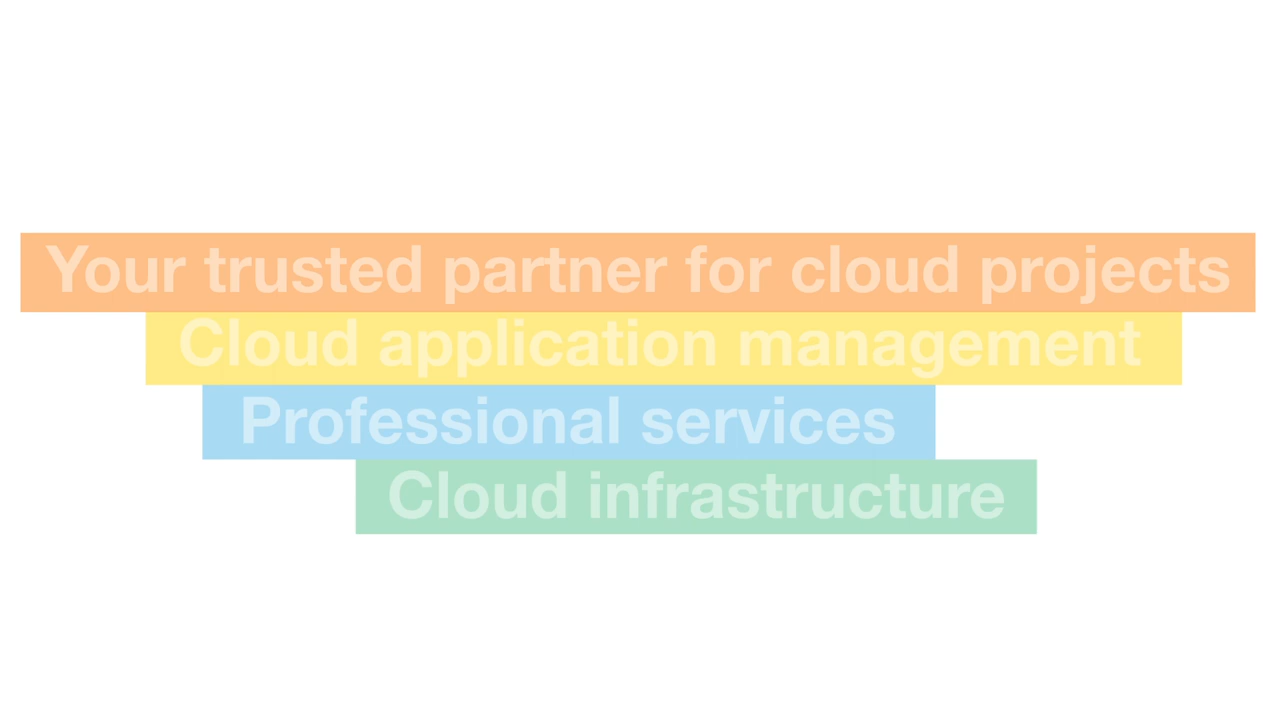 Your trusted partner for cloud projects
Cloud application management
Professional services
Cloud infrastructure